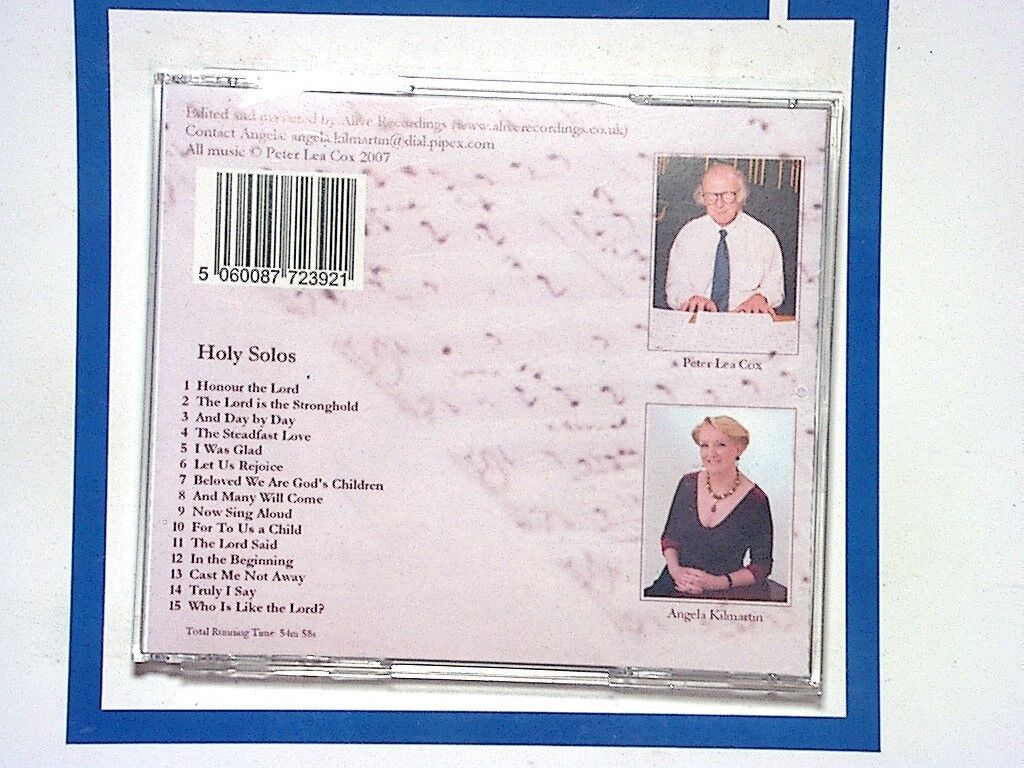 Edited and mastered by Alive Recordings (www.aliverecordings.co.uk)
Contact Angela: angela.kilmartin@dial.pipex.com
All music © Peter Lea Cox 2007
5 060087 723921
Holy Solos
1 Honour the Lord
2 The Lord is the Stronghold
3 And Day by Day
4 The Steadfast Love
5 I Was Glad
6 Let Us Rejoice
7 Beloved We Are God's Children
8 And Many Will Come
9 Now Sing Aloud
10 For To Us a Child
11 The Lord Said
12 In the Beginning
13 Cast Me Not Away
14 Truly I Say
15 Who Is Like the Lord?
Total Running Time: 54m 58s
Peter Lea Cox
Angela Kilmartin